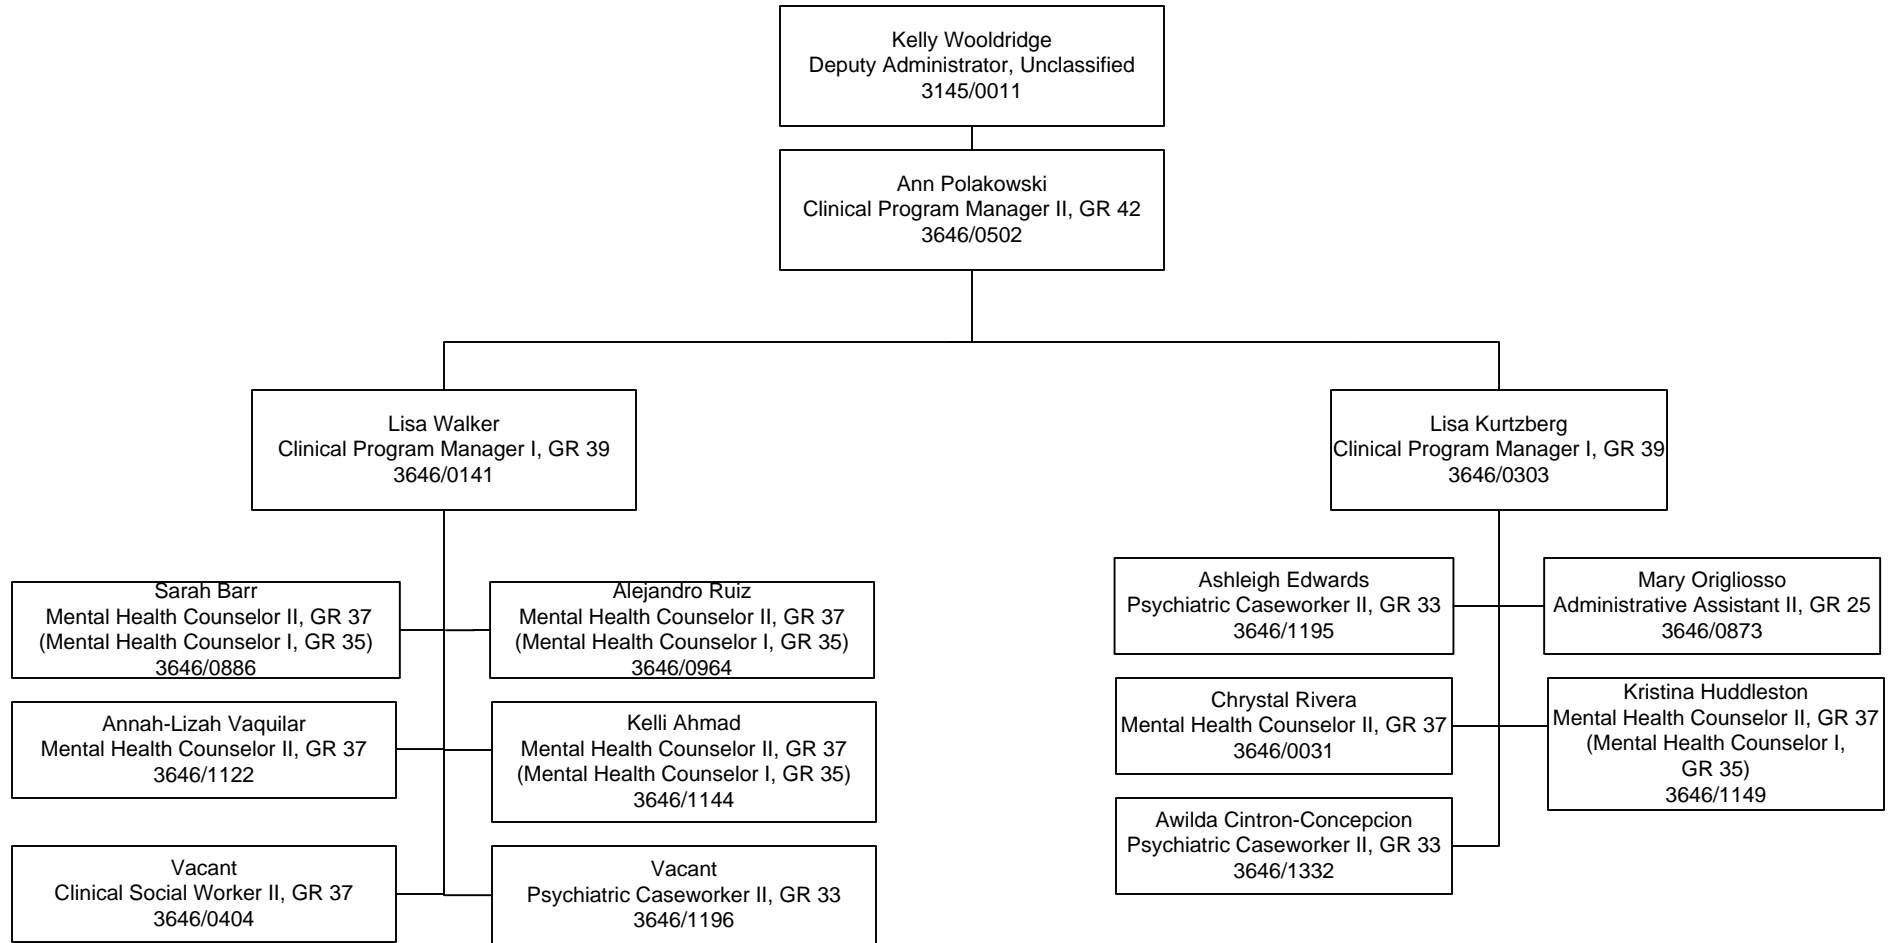 Kelly Wooldridge
Deputy Administrator, Unclassified
3145/0011
Ann Polakowski
Clinical Program Manager II, GR 42
3646/0502
Lisa Walker
Clinical Program Manager I, GR 39
3646/0141
Lisa Kurtzberg
Clinical Program Manager I, GR 39
3646/0303
Sarah Barr
Mental Health Counselor II, GR 37
(Mental Health Counselor I, GR 35)
3646/0886
Alejandro Ruiz
Mental Health Counselor II, GR 37
(Mental Health Counselor I, GR 35)
3646/0964
Annah-Lizah Vaquilar
Mental Health Counselor II, GR 37
3646/1122
Kelli Ahmad
Mental Health Counselor II, GR 37
(Mental Health Counselor I, GR 35)
3646/1144
Vacant
Clinical Social Worker II, GR 37
3646/0404
Vacant
Psychiatric Caseworker II, GR 33
3646/1196
Ashleigh Edwards
Psychiatric Caseworker II, GR 33
3646/1195
Mary Origliosso
Administrative Assistant II, GR 25
3646/0873
Chrystal Rivera
Mental Health Counselor II, GR 37
3646/0031
Kristina Huddleston
Mental Health Counselor II, GR 37
(Mental Health Counselor I,
GR 35)
3646/1149
Awilda Cintron-Concepcion
Psychiatric Caseworker II, GR 33
3646/1332